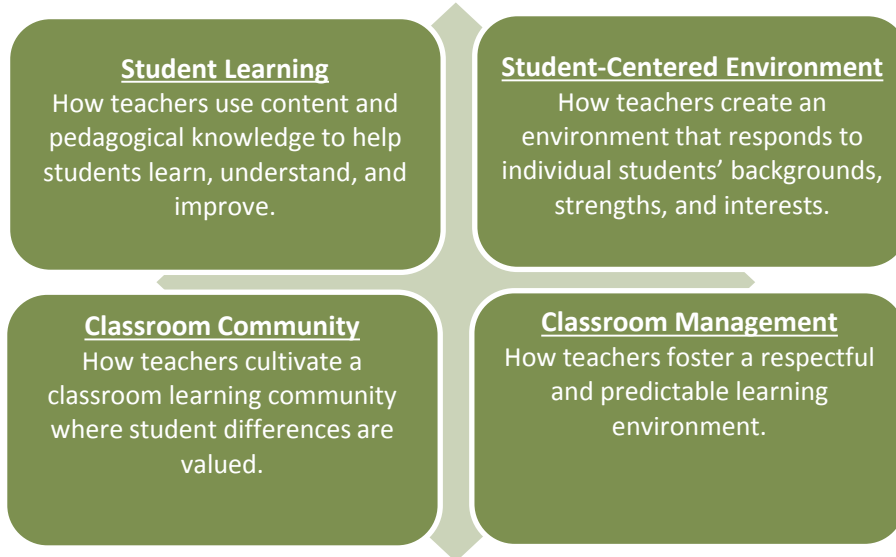 Student Learning
How teachers use content and
pedagogical knowledge to help
students learn, understand, and
improve.
Student-Centered Environment
How teachers create an
environment that responds to
individual students’ backgrounds,
strengths, and interests.
Classroom Community
How teachers cultivate a
classroom learning community
where student differences are
valued.
Classroom Management
How teachers foster a respectful
and predictable learning
environment.